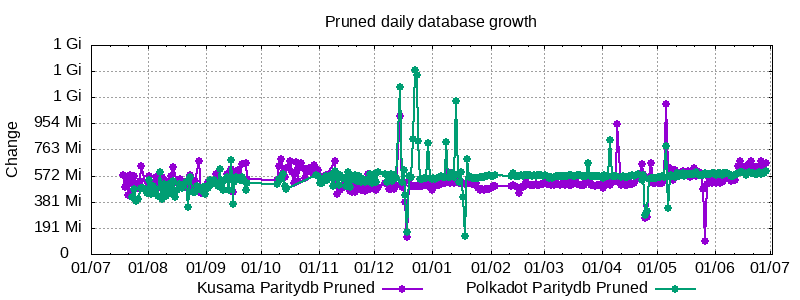 Pruned daily database growth
Change
1 Gi
1 Gi
1 Gi
954 Mi
763 Mi
572 Mi
381 Mi
191 Mi
0
01/07 01/08 01/09 01/10 01/11 01/12 01/01 01/02 01/03 01/04 01/05 01/06 01/07
Kusama Paritydb Pruned Polkadot Paritydb Pruned